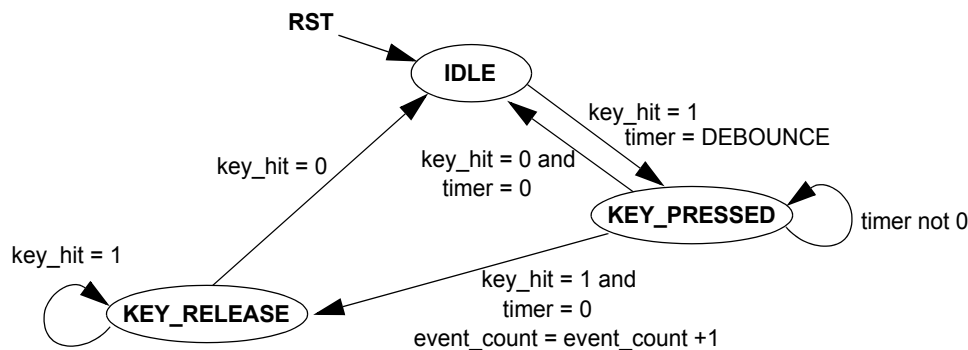 RST
IDLE
key_hit = 1
timer = DEBOUNCE
key_hit = 0 and
timer = 0
key_hit = 0
KEY_PRESSED
timer not 0
key_hit = 1
key_hit = 1 and
timer = 0
event_count = event_count +1
KEY_RELEASE